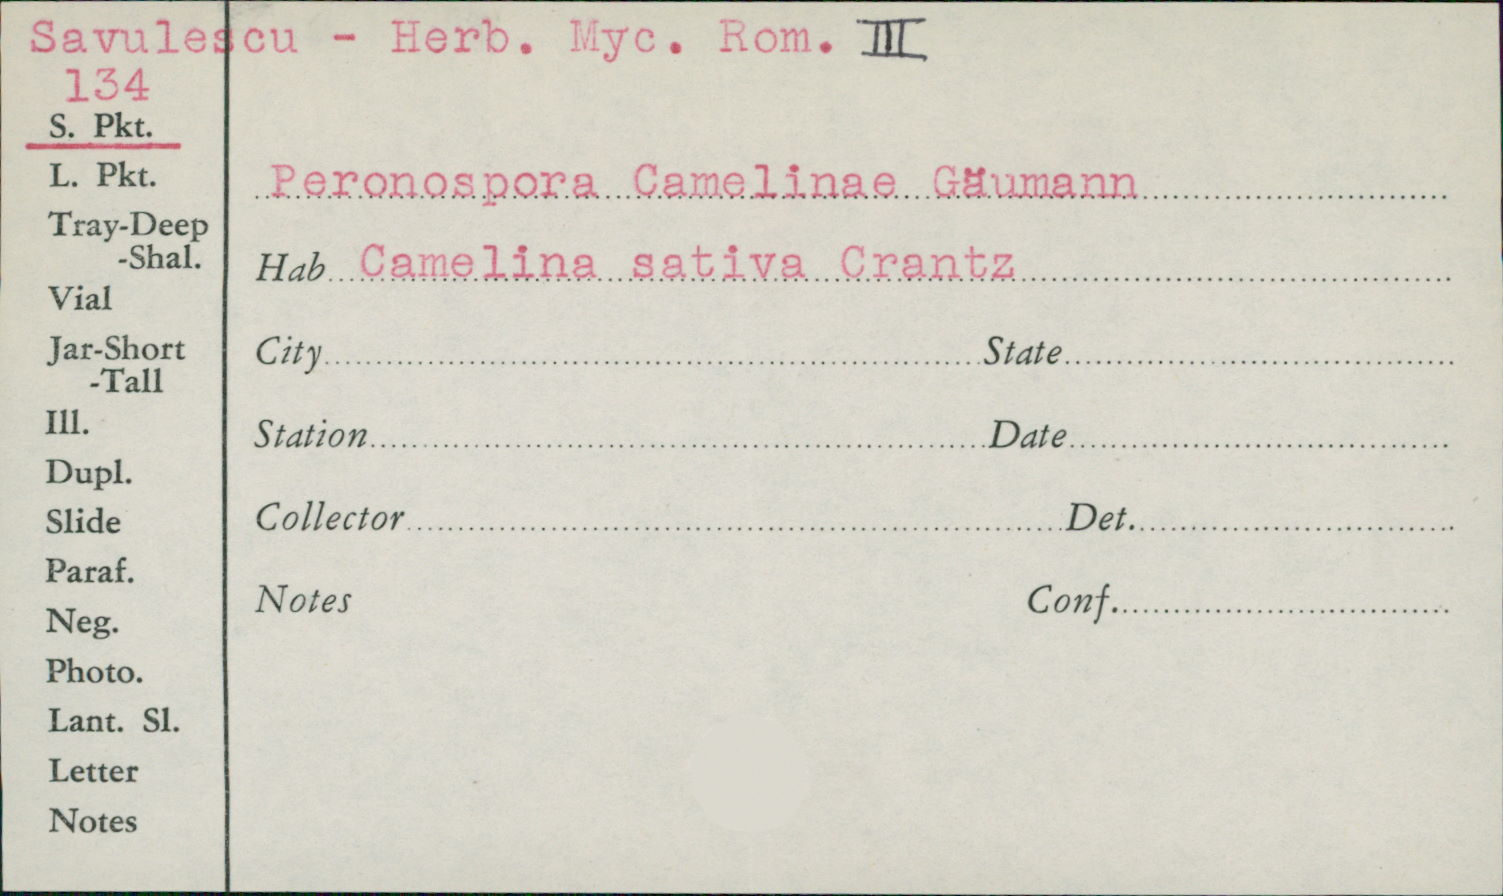 Savulescu - Herb. Myc. Rom. III
134
S. Pkt.
L. Pkt.
Peronospora Camelinae Gäumann
Tray-Deep
-Shal.
Hab Camelina sativa Crantz
Vial
Jar-Short
-Tall
City State
Ill.
Station Date
Dupl.
Slide
Collector Det.
Paraf.
Neg.
Notes Conf.
Photo.
Lant. Sl.
Letter
Notes